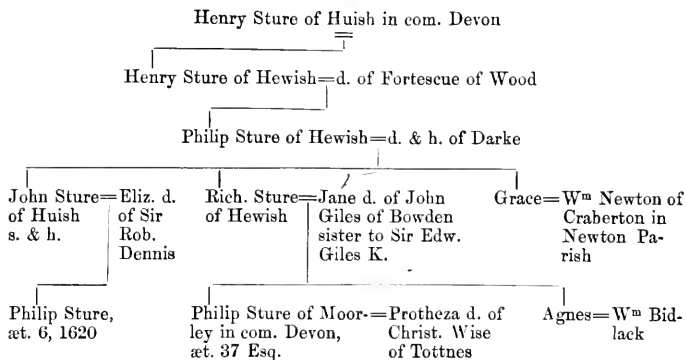 Henry Sture of Huish in com. Devon
Henry Sture of Hewish=d. of Fortescue of Wood
Philip Sture of Hewish=d. & h. of Darke
John Sture=Eliz. d.
of Huish of Sir
s. & h. Rob.
Dennis
Rich. Sture=Jane d. of John
of Hewish Giles of Bowden
sister to Sir Edw.
Giles K.
Grace=Wm Newton of
Craberton in
Newton Pa-
rish
Philip Sture,
æt. 6, 1620
Philip Sture of Moor-=Protheza d. of
ley in com. Devon, Christ. Wise
æt. 37 Esq. of Tottnes
Agnes=Wm Bid-
lack